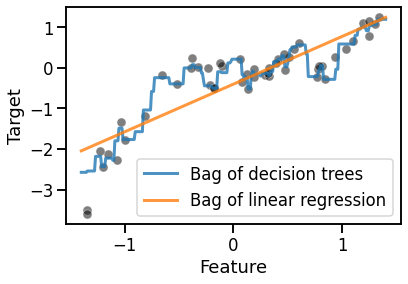 1
0
−1
−2
−3
Target
Bag of decision trees
Bag of linear regression
−1 0 1
Feature